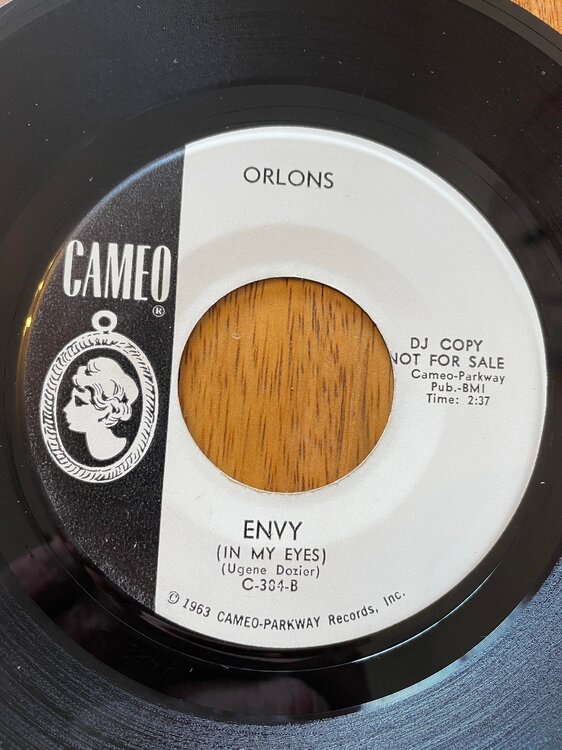 ORLONS
CAMEO
®
DJ COPY
NOT FOR SALE
Cameo-Parkway
Pub.-BMI
Time: 2:37
ENVY
(IN MY EYES)
(Ugene Dozier)
C-384-B
© 1963 CAMEO-PARKWAY Records, Inc.